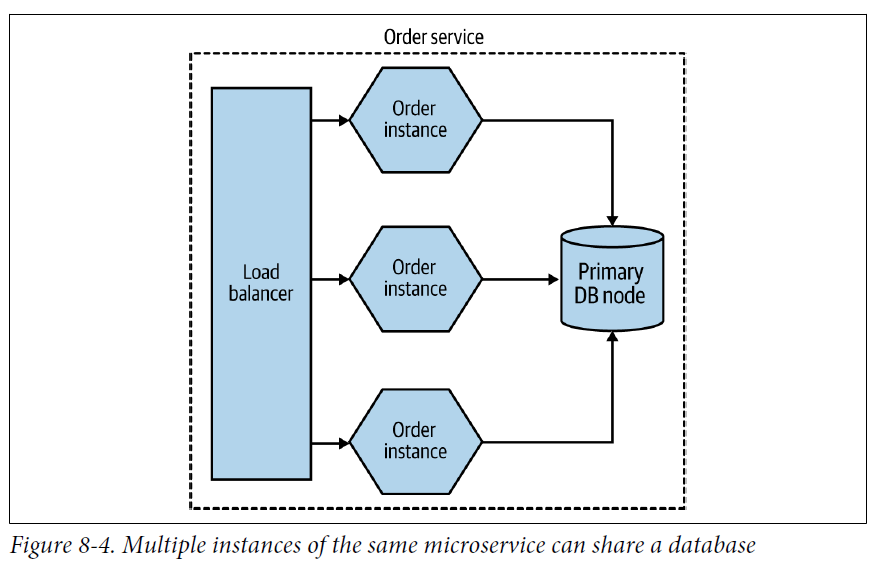 Order service
Order
instance
Load
balancer
Order
instance
Primary
DB node
Order
instance
Figure 8-4. Multiple instances of the same microservice can share a database